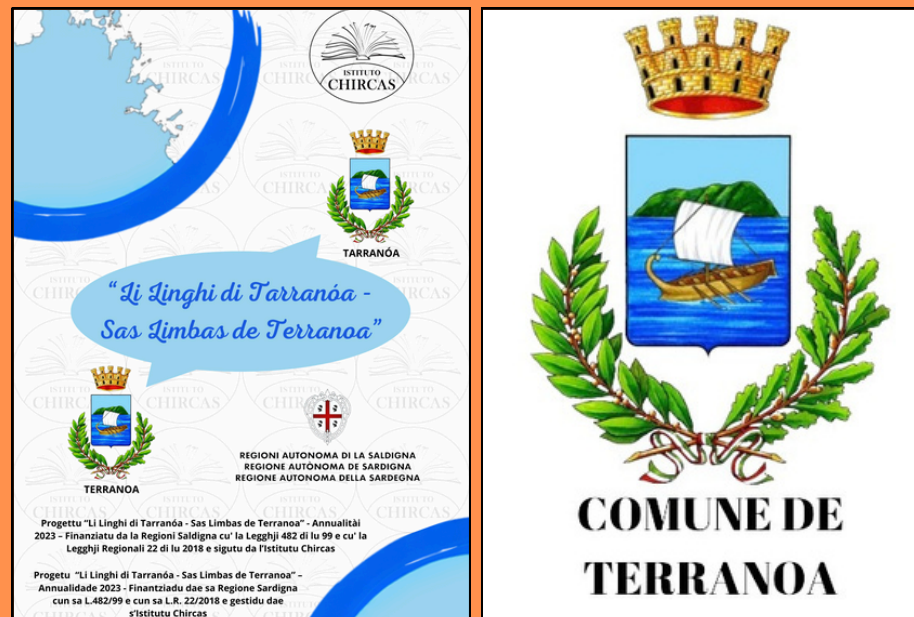 ISTITUTO
CHIRCAS
TARRANÓA
"Li Linghi di Tarranóa -
Sas Limbas de Terranoa"
TERRANOA
REGIONI AUTONOMA DI LA SALDIGNA
REGIONE AUTÒNOMA DE SARDIGNA
REGIONE AUTONOMA DELLA SARDEGNA
Progettu "Li Linghi di Tarranóa - Sas Limbas de Terranoa" - Annualitài
2023 – Finanziatu da la Regioni Saldigna cu' la Legghji 482 di lu 99 e cu' la
Legghji Regionali 22 di lu 2018 e sigutu da l'Istitutu Chircas
Progetu "Li Linghi di Tarranóa - Sas Limbas de Terranoa" –
Annualidade 2023 - Finantziadu dae sa Regione Sardigna
cun sa L.482/99 e cun sa L.R. 22/2018 e gestidu dae
s'Istitutu Chircas
COMUNE DE
TERRANOA